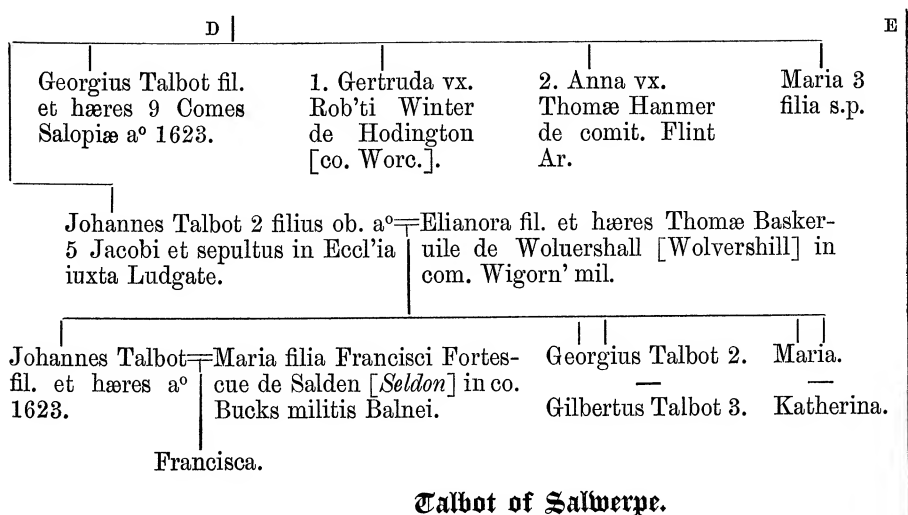 D
E
Georgius Talbot fil.
et hæres 9 Comes
Salopiæ aº 1623.
1. Gertruda vx.
Rob'ti Winter
de Hodington
[co. Worc.].
2. Anna vx.
Thomæ Hanmer
de comit. Flint
Ar.
Maria 3
filia s.p.
Johannes Talbot 2 filius ob. aº
5 Jacobi et sepultus in Eccl'ia
iuxta Ludgate.
Elianora fil. et hæres Thomæ Basker-
uile de Woluershall [Wolvershill] in
com. Wigorn' mil.
Johannes Talbot
fil. et hæres aº
1623.
Maria filia Francisci Fortes-
cue de Salden [Seldon] in co.
Bucks militis Balnei.
Georgius Talbot 2.
—
Gilbertus Talbot 3.
Maria.
—
Katherina.
Francisca.
Talbot of Salwerpe.